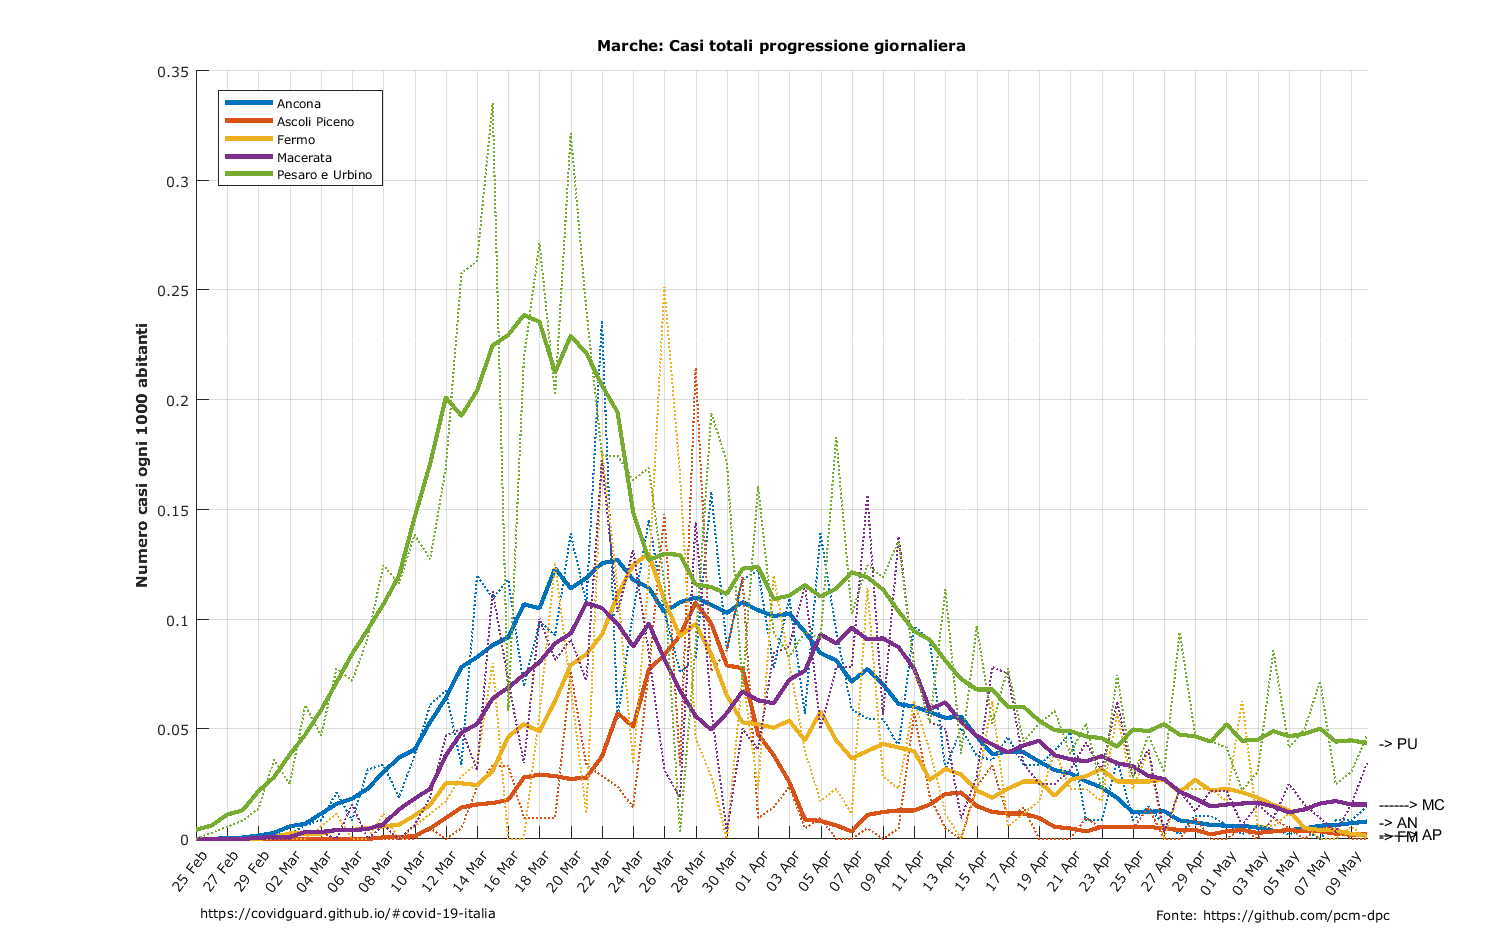 Marche: Casi totali progressione giornaliera
Numero casi ogni 1000 abitanti
0.35
0.3
0.25
0.2
0.15
0.1
0.05
0
Ancona
Ascoli Piceno
Fermo
Macerata
Pesaro e Urbino
-> PU
------> MC
-> AN
------> AP
-> FM
25 Feb
27 Feb
29 Feb
02 Mar
04 Mar
06 Mar
08 Mar
10 Mar
12 Mar
14 Mar
16 Mar
18 Mar
20 Mar
22 Mar
24 Mar
26 Mar
28 Mar
30 Mar
01 Apr
03 Apr
05 Apr
07 Apr
09 Apr
11 Apr
13 Apr
15 Apr
17 Apr
19 Apr
21 Apr
23 Apr
25 Apr
27 Apr
29 Apr
01 May
03 May
05 May
07 May
09 May
https://covidguard.github.io/#covid-19-italia
Fonte: https://github.com/pcm-dpc